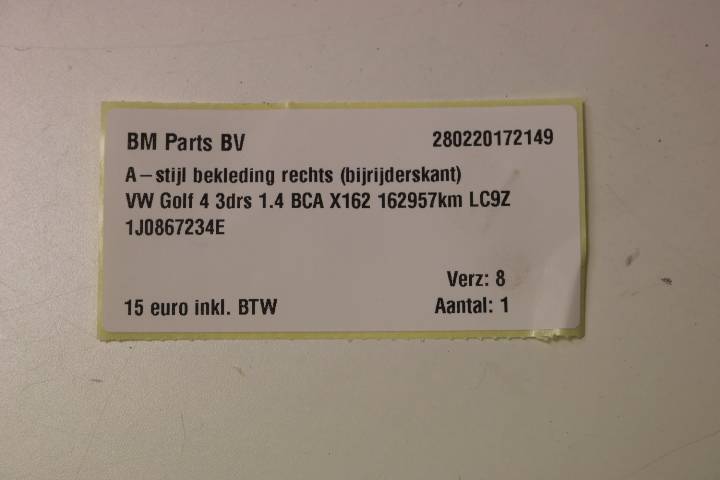 BM Parts BV 280220172149
A-stijl bekleding rechts (bijrijderskant)
VW Golf 4 3drs 1.4 BCA X162 162957km LC9Z
1J0867234E
Verz: 8
15 euro inkl. BTW Aantal: 1